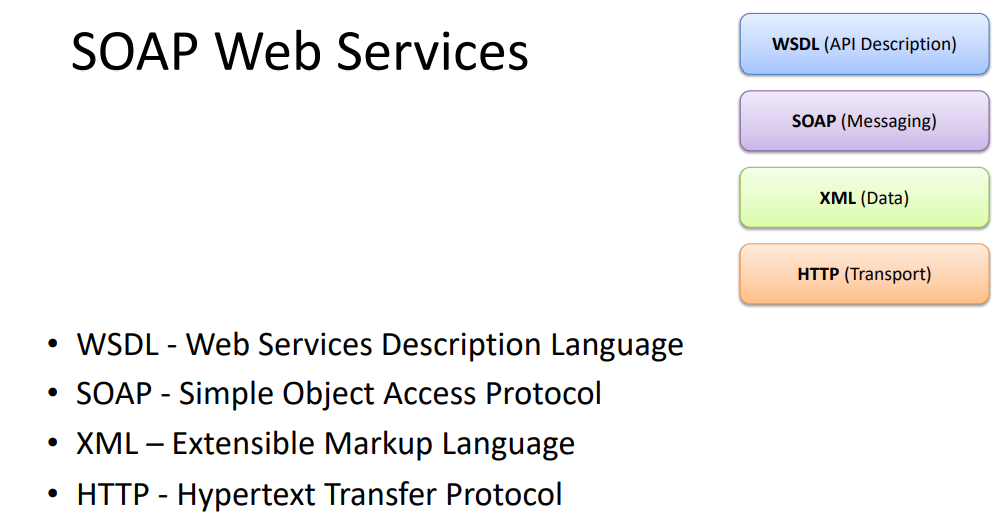 SOAP Web Services
WSDL (API Description)
SOAP (Messaging)
XML (Data)
HTTP (Transport)
• WSDL - Web Services Description Language
• SOAP - Simple Object Access Protocol
• XML – Extensible Markup Language
• HTTP - Hypertext Transfer Protocol